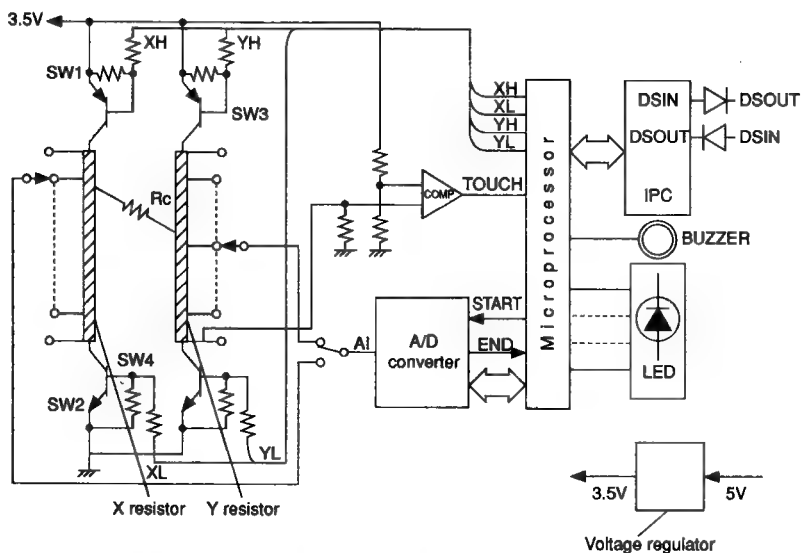 3.5V
XH
YH
SW1
SW3
XH
XL
YH
YL
DSIN
DSOUT
DSOUT
DSIN
IPC
Rc
COMP
TOUCH
Microprocessor
BUZZER
START
AI
A/D
converter
END
LED
SW4
SW2
XL
YL
X resistor
Y resistor
3.5V
5V
Voltage regulator